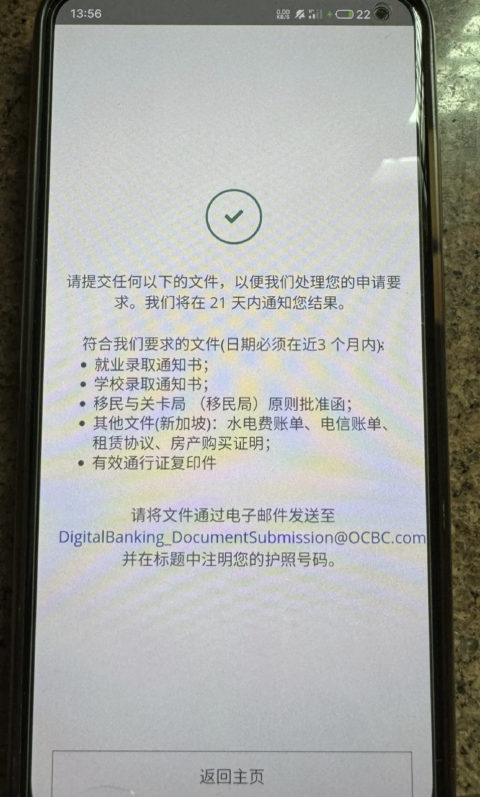 13:56
0.00
KB/S
22
请提交任何以下的文件，以便我们处理您的申请要
求。我们将在 21 天内通知您结果。
符合我们要求的文件(日期必须在近3 个月内):
• 就业录取通知书；
• 学校录取通知书；
• 移民与关卡局 （移民局）原则批准函；
• 其他文件(新加坡)：水电费账单、电信账单、
租赁协议、房产购买证明；
• 有效通行证复印件
请将文件通过电子邮件发送至
DigitalBanking_DocumentSubmission@OCBC.com
并在标题中注明您的护照号码。
返回主页